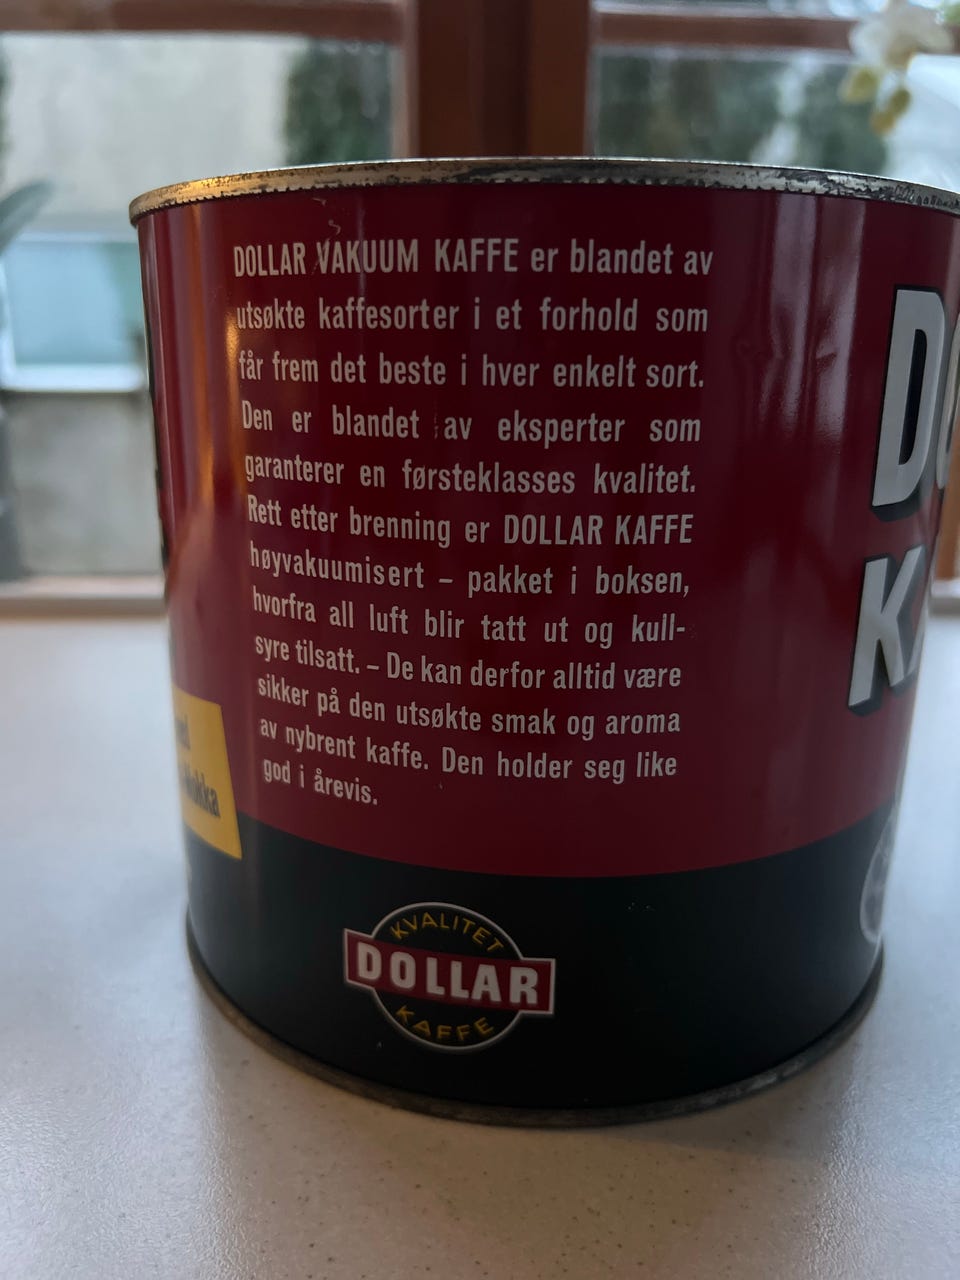 DOLLAR VAKUUM KAFFE er blandet av
utsøkte kaffesorter i et forhold som
får frem det beste i hver enkelt sort.
Den er blandet av eksperter som
garanterer en førsteklasses kvalitet.
Rett etter brenning er DOLLAR KAFFE
høyvakuumisert – pakket i boksen,
hvorfra all luft blir tatt ut og kull-
syre tilsatt. – De kan derfor alltid være
sikker på den utsøkte smak og aroma
av nybrent kaffe. Den holder seg like
god i årevis.
KVALITET
DOLLAR
KAFFE